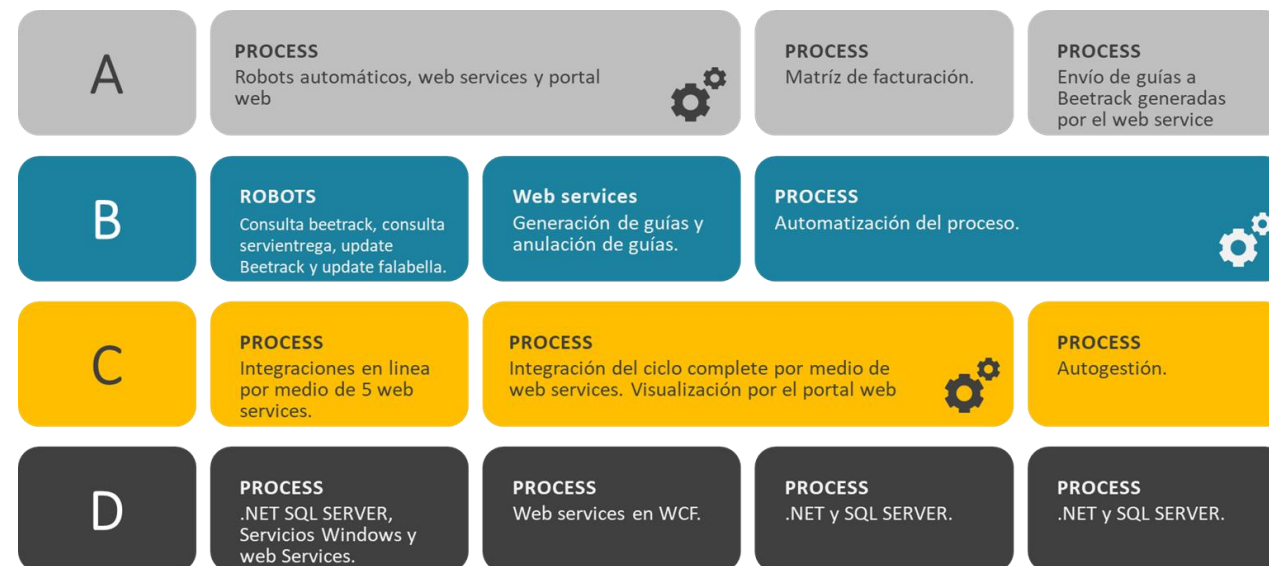 A
PROCESS
Robots automáticos, web services y portal
web
PROCESS
Matríz de facturación.
PROCESS
Envío de guías a
Beetrack generadas
por el web service
B
ROBOTS
Consulta beetrack, consulta
servientrega, update
Beetrack y update falabella.
Web services
Generación de guías y
anulación de guías.
PROCESS
Automatización del proceso.
C
PROCESS
Integraciones en linea
por medio de 5 web
services.
PROCESS
Integración del ciclo complete por medio de
web services. Visualización por el portal web
PROCESS
Autogestión.
D
PROCESS
.NET SQL SERVER,
Servicios Windows y
web Services.
PROCESS
Web services en WCF.
PROCESS
.NET y SQL SERVER.
PROCESS
.NET y SQL SERVER.